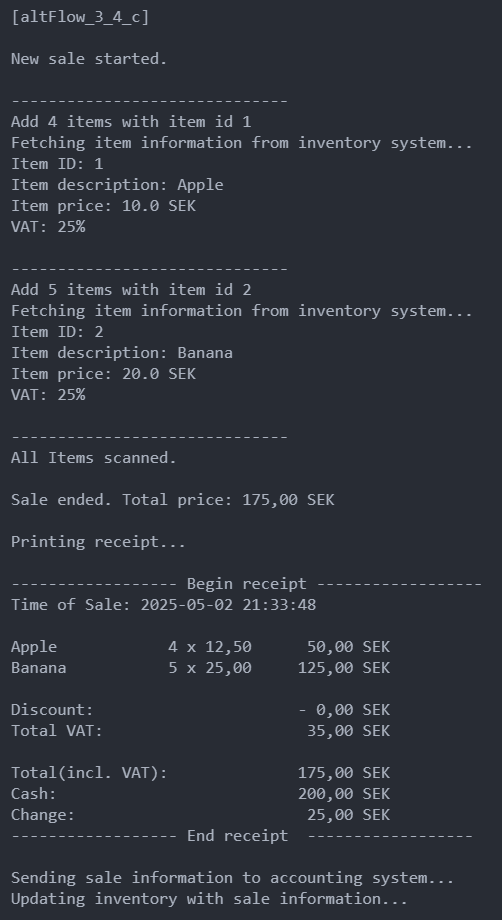 [altFlow_3_4_c]

New sale started.

------------------------------
Add 4 items with item id 1
Fetching item information from inventory system...
Item ID: 1
Item description: Apple
Item price: 10.0 SEK
VAT: 25%

------------------------------
Add 5 items with item id 2
Fetching item information from inventory system...
Item ID: 2
Item description: Banana
Item price: 20.0 SEK
VAT: 25%

------------------------------
All Items scanned.

Sale ended. Total price: 175,00 SEK

Printing receipt...

------------------ Begin receipt ------------------
Time of Sale: 2025-05-02 21:33:48

Apple            4 x 12,50      50,00 SEK
Banana           5 x 25,00     125,00 SEK

Discount:                      - 0,00 SEK
Total VAT:                      35,00 SEK

Total(incl. VAT):              175,00 SEK
Cash:                          200,00 SEK
Change:                         25,00 SEK
------------------ End receipt  ------------------

Sending sale information to accounting system...
Updating inventory with sale information...